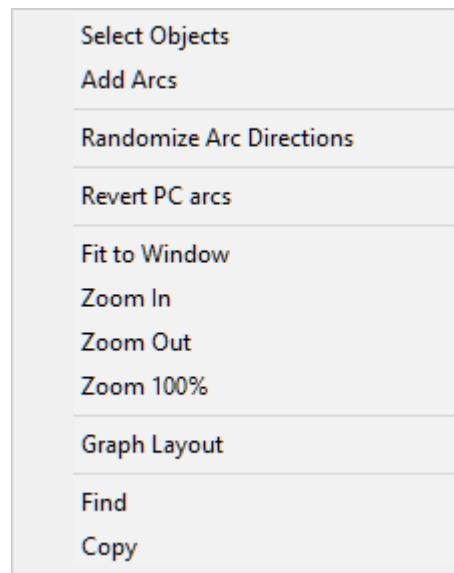 Select Objects
Add Arcs
Randomize Arc Directions
Revert PC arcs
Fit to Window
Zoom In
Zoom Out
Zoom 100%
Graph Layout
Find
Copy